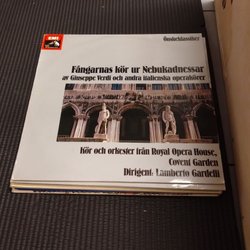 EMI
Önskeklassiker
Fångarnas kör ur Nebukadnessar
av Giuseppe Verdi och andra italienska operakörer
Kör och orkester från Royal Opera House,
Covent Garden
Dirigent: Lamberto Gardelli